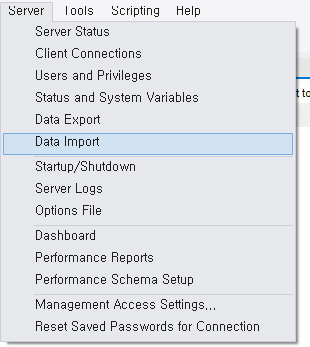 Server Tools Scripting Help
Server Status
Client Connections
Users and Privileges
Status and System Variables
t to
Data Export
Data Import
Startup/Shutdown
Server Logs
Options File
Dashboard
Performance Reports
Performance Schema Setup
Management Access Settings...
Reset Saved Passwords for Connection